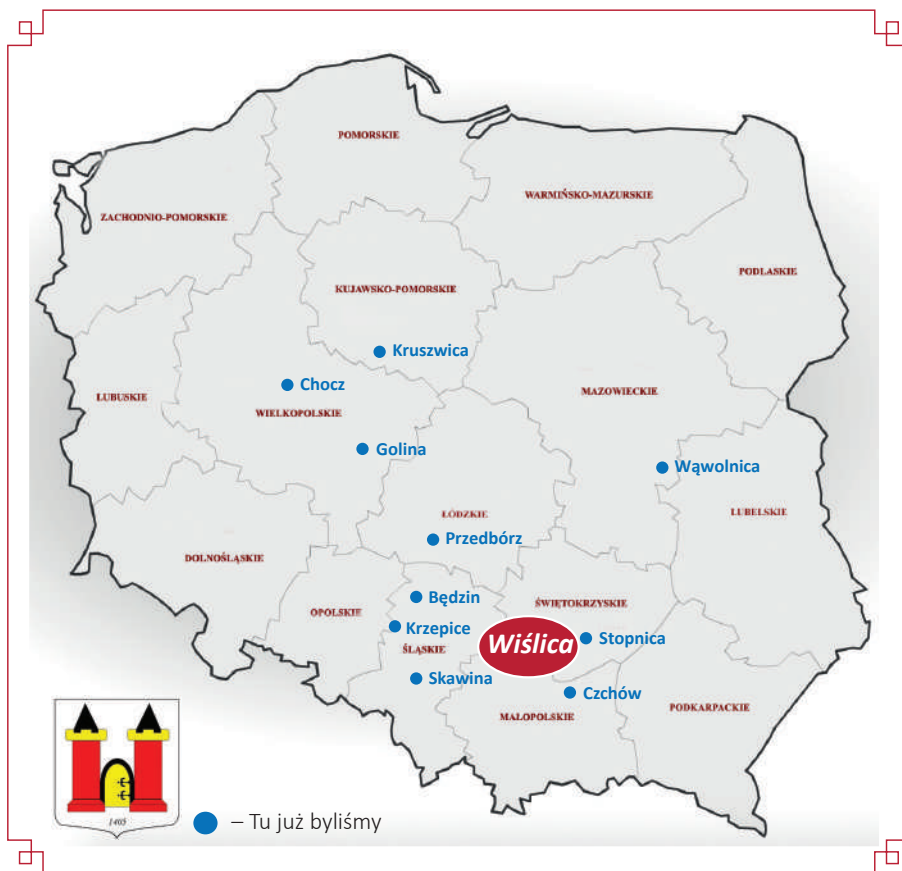 POMORSKIE
WARMIŃSKO-MAZURSKIE
ZACHODNIO-POMORSKIE
PODLASKIE
KUJAWSKO-POMORSKIE
Kruszwica
Chocz
MAZOWIECKIE
LUBUSKIE
WIELKOPOLSKIE
Golina
Wąwolnica
ŁÓDZKIE
LUBELSKIE
Przedbórz
DOLNOŚLĄSKIE
Będzin
ŚWIĘTOKRZYSKIE
OPOLSKIE
Krzepice
Wiślica
Stopnica
ŚLĄSKIE
Skawina
Czchów
PODKARPACKIE
MAŁOPOLSKIE
1405
– Tu już byliśmy